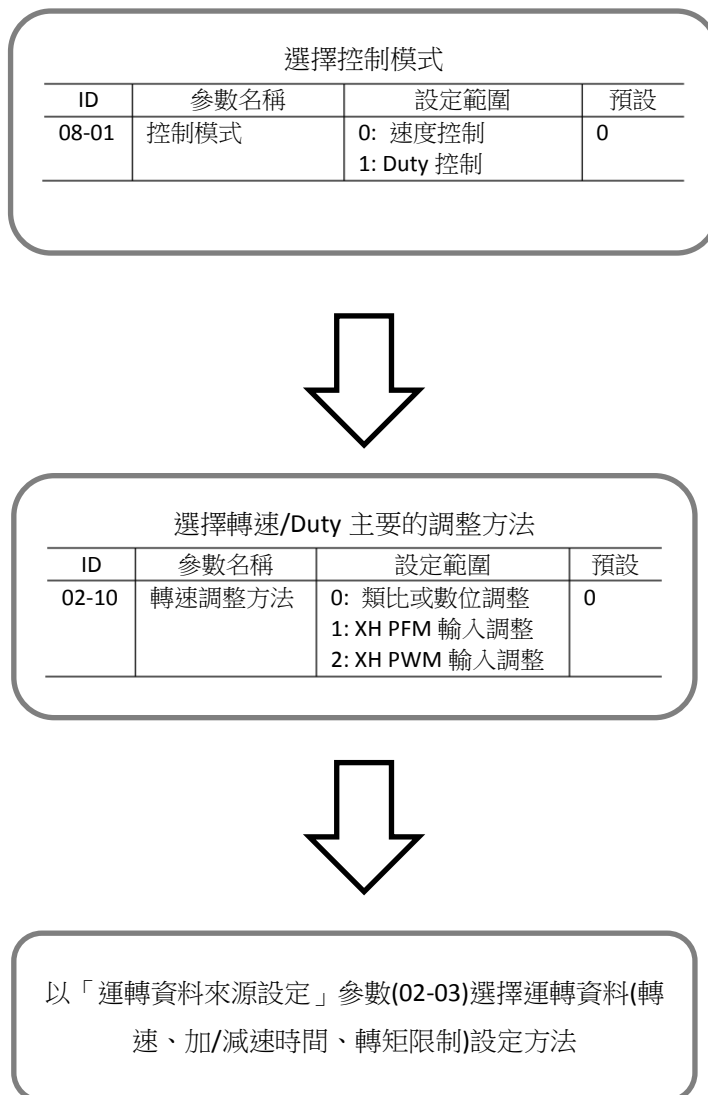 選擇控制模式
ID 參數名稱 設定範圍 預設
08-01 控制模式 0: 速度控制 0
1: Duty 控制
選擇轉速/Duty 主要的調整方法
ID 參數名稱 設定範圍 預設
02-10 轉速調整方法 0: 類比或數位調整 0
1: XH PFM 輸入調整
2: XH PWM 輸入調整
以「運轉資料來源設定」參數(02-03)選擇運轉資料(轉
速、加/減速時間、轉矩限制)設定方法